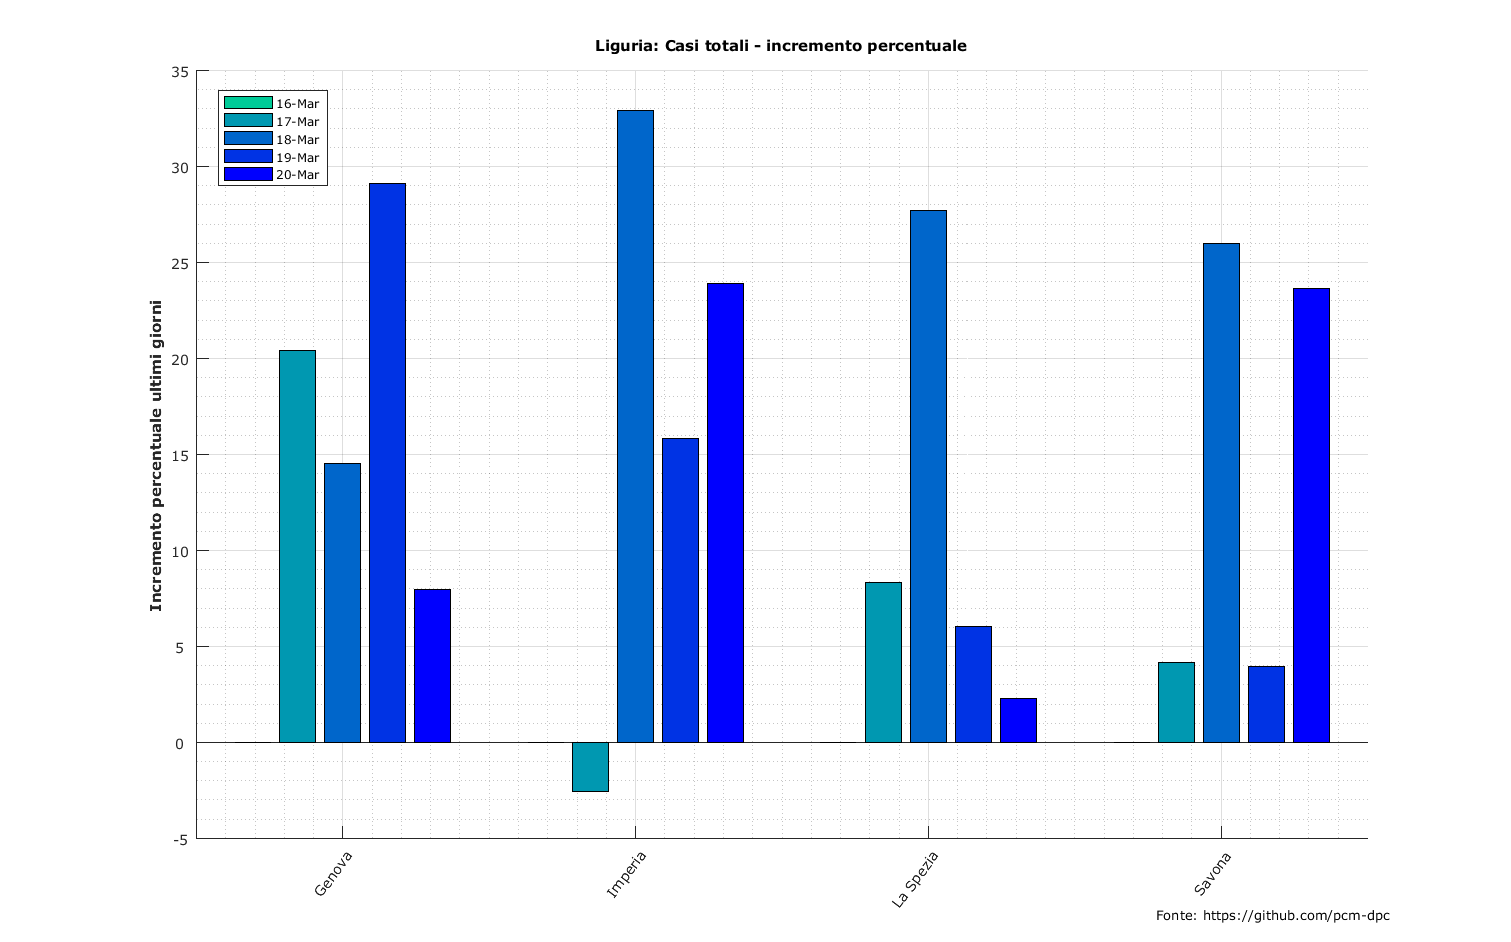 Liguria: Casi totali - incremento percentuale
35
30
25
20
15
10
5
0
-5
Incremento percentuale ultimi giorni
16-Mar
17-Mar
18-Mar
19-Mar
20-Mar
Genova
Imperia
La Spezia
Savona
Fonte: https://github.com/pcm-dpc